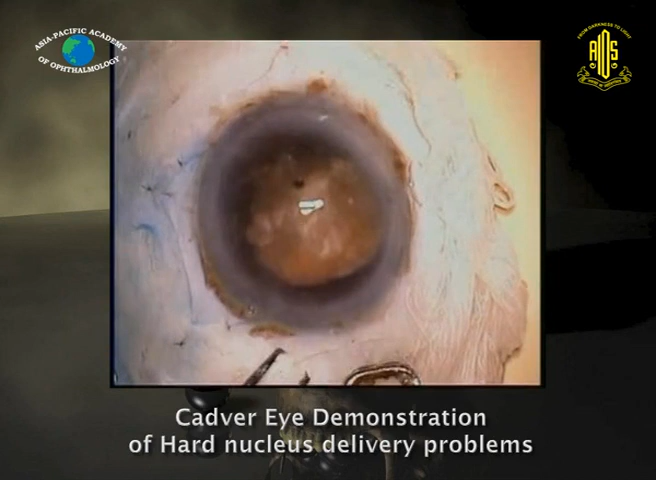 ASIA-PACIFIC ACADEMY
OF OPHTHALMOLOGY
FROM DARKNESS TO LIGHT
AIOS
Cadver Eye Demonstration
of Hard nucleus delivery problems